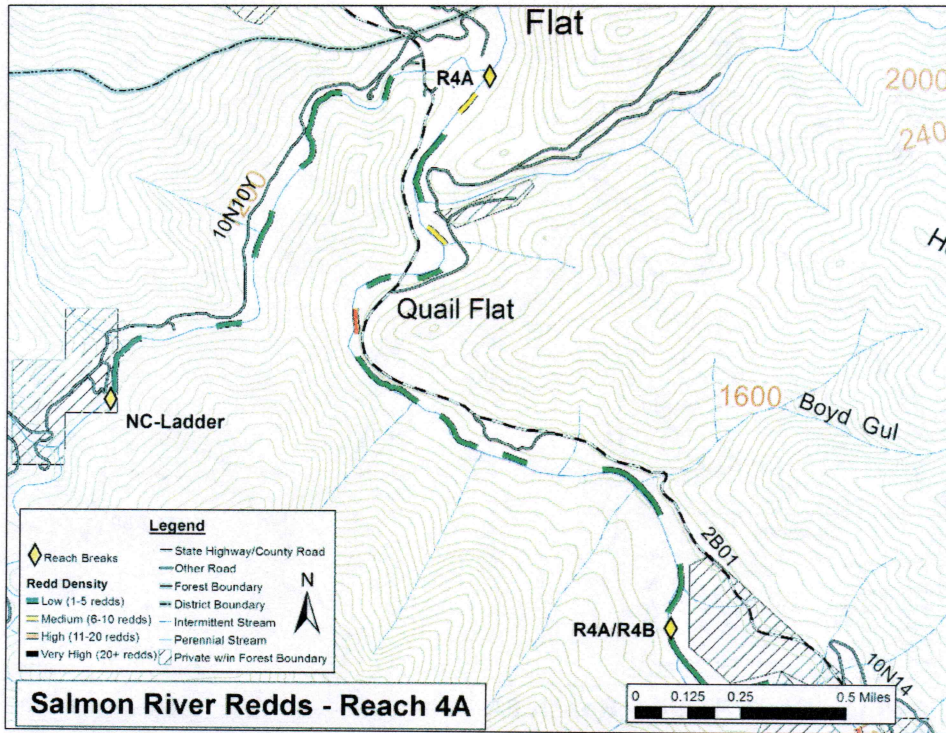 Flat
R4A
2000
240
10N10Y
200
H
Quail Flat
1600
Boyd Gul
NC-Ladder
2B01
R4A/R4B
10N14
Legend
Reach Breaks
Redd Density
Low (1-5 redds)
Medium (6-10 redds)
High (11-20 redds)
Very High (20+ redds)
State Highway/County Road
Other Road
Forest Boundary
District Boundary
Intermittent Stream
Perennial Stream
Private w/in Forest Boundary
N
0 0.125 0.25 0.5 Miles
Salmon River Redds - Reach 4A